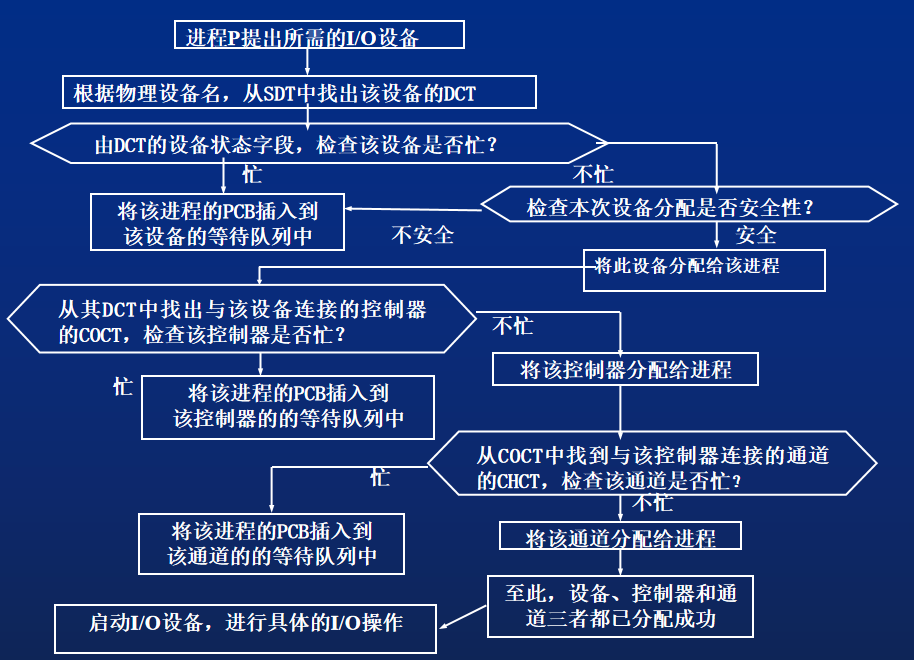 进程P提出所需的I/O设备
根据物理设备名，从SDT中找出该设备的DCT
由DCT的设备状态字段，检查该设备是否忙？
忙
不忙
将该进程的PCB插入到
该设备的等待队列中
检查本次设备分配是否安全性？
不安全
安全
将此设备分配给该进程
从其DCT中找出与该设备连接的控制器
的COCT，检查该控制器是否忙？
不忙
将该控制器分配给进程
忙
将该进程的PCB插入到
该控制器的的等待队列中
从COCT中找到与该控制器连接的通道
的CHCT，检查该通道是否忙？
忙
不忙
将该进程的PCB插入到
该通道的的等待队列中
将该通道分配给进程
至此，设备、控制器和通
道三者都已分配成功
启动I/O设备，进行具体的I/O操作